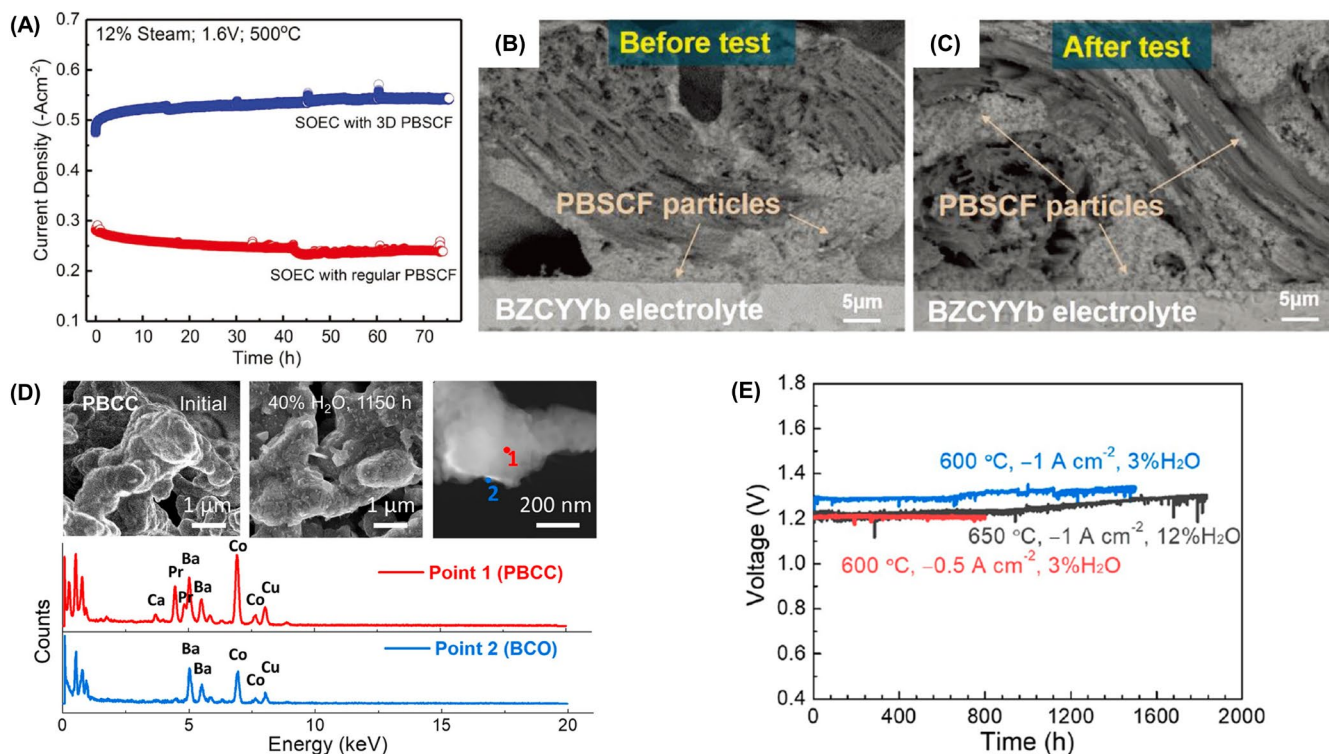 (A)
12% Steam; 1.6V; 500ºC
0.7
0.6
0.5
0.4
0.3
0.2
0.1
Current Density (-Acm⁻²)
SOEC with 3D PBSCF
SOEC with regular PBSCF
0 10 20 30 40 50 60 70
Time (h)
(B)
Before test
PBSCF particles
BZCYYb electrolyte
5μm
(C)
After test
PBSCF particles
BZCYYb electrolyte
5μm
(D)
PBCC Initial
1 μm
40% H₂O, 1150 h
1 μm
1
2
200 nm
Counts
Ca
Pr
Ba
Pr
Ba
Co
Co
Cu
Point 1 (PBCC)
Ba
Ba
Co
Co
Cu
Point 2 (BCO)
0 5 10 15 20
Energy (keV)
(E)
1.8
1.6
1.4
1.2
1.0
0.8
0.6
0.4
Voltage (V)
600 °C, −1 A cm⁻², 3%H₂O
650 °C, −1 A cm⁻², 12%H₂O
600 °C, −0.5 A cm⁻², 3%H₂O
0 400 800 1200 1600 2000
Time (h)